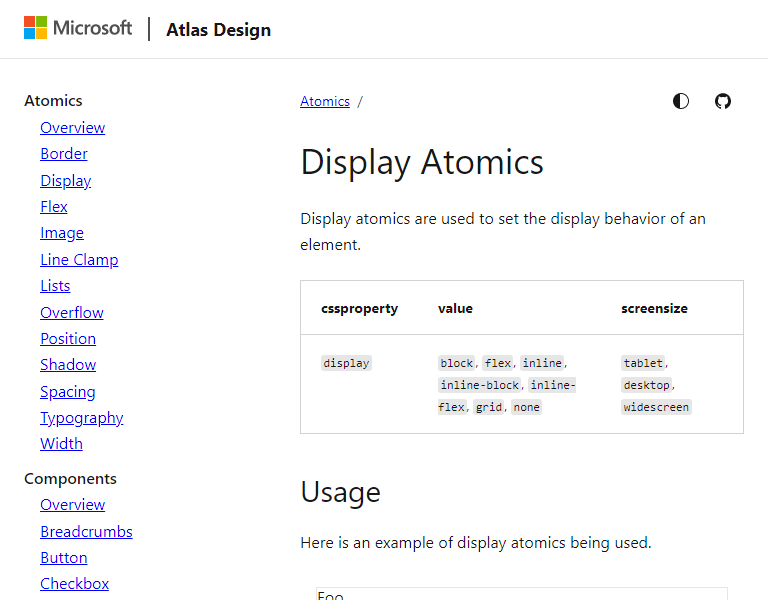 Microsoft | Atlas Design
Atomics
Overview
Border
Display
Flex
Image
Line Clamp
Lists
Overflow
Position
Shadow
Spacing
Typography
Width
Components
Overview
Breadcrumbs
Button
Checkbox
Atomics /
Display Atomics
Display atomics are used to set the display behavior of an
element.
cssproperty value screensize
display block, flex, inline, tablet,
inline-block, inline- desktop,
flex, grid, none widescreen
Usage
Here is an example of display atomics being used.
Foo